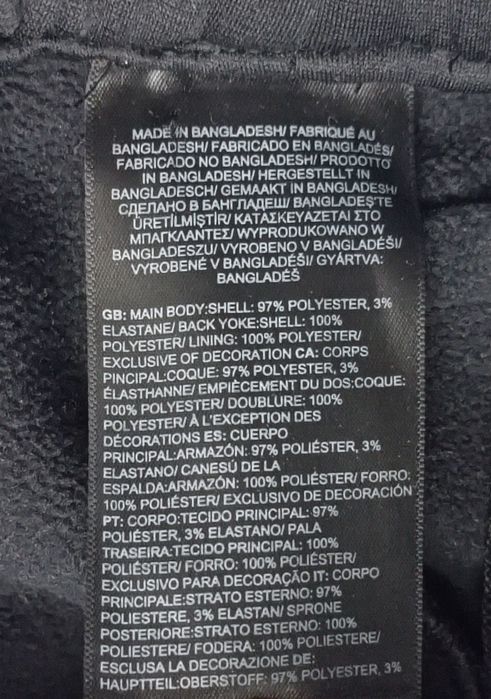 MADE IN BANGLADESH/ FABRIQUÉ AU
BANGLADESH/ FABRICADO EN BANGLADÉS/
FABRICADO NO BANGLADESH/ PRODOTTO
IN BANGLADESH/ HERGESTELLT IN
BANGLADESCH/ GEMAAKT IN BANGLADESH/
СДЕЛАНО В БАНГЛАДЕШ/ BANGLADEŞ'TE
ÜRETİLMİŞTİR/ ΚΑΤΑΣΚΕΥΑΖΕΤΑΙ ΣΤΟ
ΜΠΑΓΚΛΑΝΤΕΣ/ WYPRODUKOWANO W
BANGLADESZU/ VYROBENO V BANGLADÉŠI/
VYROBENÉ V BANGLADÉŠI/ GYÁRTVA:
BANGLADÉŠ
GB: MAIN BODY:SHELL: 97% POLYESTER, 3%
ELASTANE/ BACK YOKE:SHELL: 100%
POLYESTER/ LINING: 100% POLYESTER/
EXCLUSIVE OF DECORATION CA: CORPS
PINCIPAL:COQUE: 97% POLYESTER, 3%
ÉLASTHANNE/ EMPIÈCEMENT DU DOS:COQUE:
100% POLYESTER/ DOUBLURE: 100%
POLYESTER/ À L'EXCEPTION DES
DÉCORATIONS ES: CUERPO
PRINCIPAL:ARMAZÓN: 97% POLIÉSTER, 3%
ELASTANO/ CANESÚ DE LA
ESPALDA:ARMAZÓN: 100% POLIÉSTER/ FORRO:
100% POLIÉSTER/ EXCLUSIVO DE DECORACIÓN
PT: CORPO:TECIDO PRINCIPAL: 97%
POLIÉSTER, 3% ELASTANO/ PALA
TRASEIRA:TECIDO PRINCIPAL: 100%
POLIÉSTER/ FORRO: 100% POLIÉSTER/
EXCLUSIVO PARA DECORAÇÃO IT: CORPO
PRINCIPALE:STRATO ESTERNO: 97%
POLIESTERE, 3% ELASTAN/ SPRONE
POSTERIORE:STRATO ESTERNO: 100%
POLIESTERE/ FODERA: 100% POLIESTERE/
ESCLUSA LA DECORAZIONE DE:
HAUPTTEIL:OBERSTOFF: 97% POLYESTER, 3%